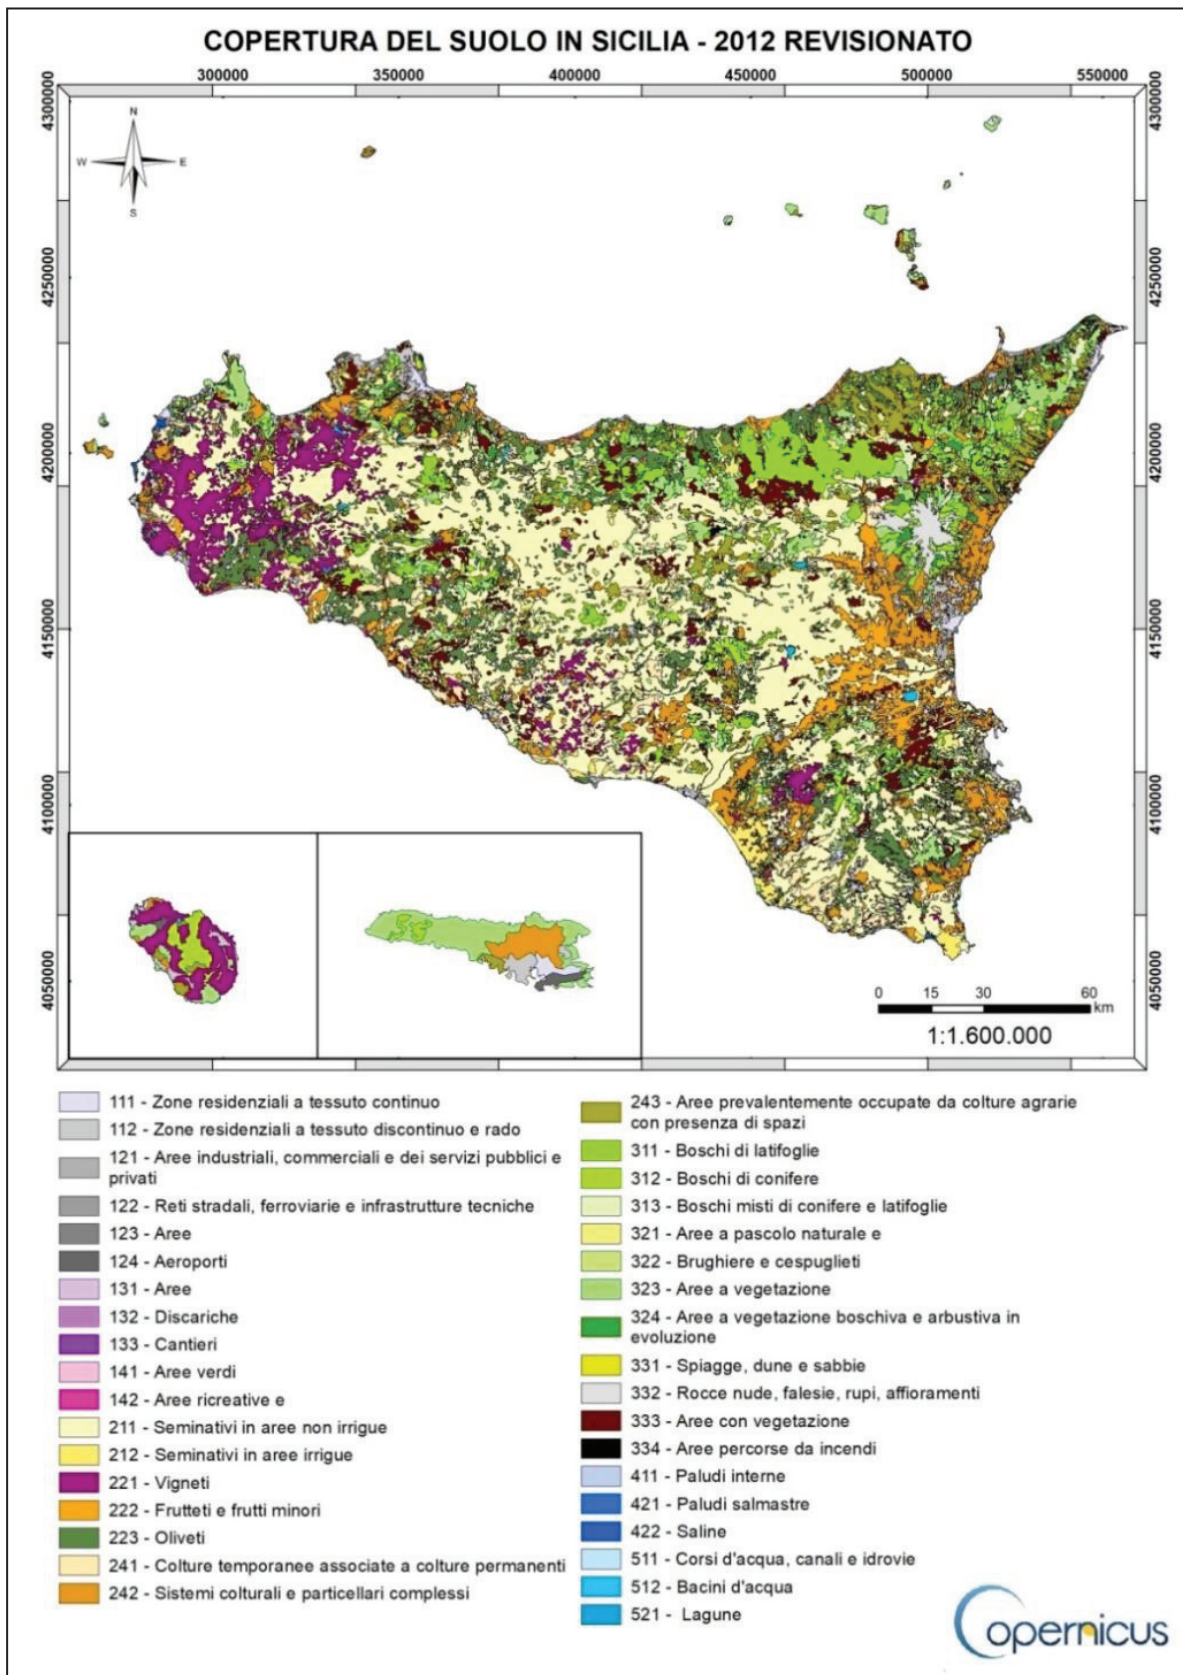 COPERTURA DEL SUOLO IN SICILIA - 2012 REVISIONATO
300000 350000 400000 450000 500000 550000
4300000
4250000
4200000
4150000
4100000
4050000
4300000
4250000
4200000
4150000
4100000
4050000
N
W E
S
0 15 30 60
km
1:1.600.000
111 - Zone residenziali a tessuto continuo
112 - Zone residenziali a tessuto discontinuo e rado
121 - Aree industriali, commerciali e dei servizi pubblici e
privati
122 - Reti stradali, ferroviarie e infrastrutture tecniche
123 - Aree
124 - Aeroporti
131 - Aree
132 - Discariche
133 - Cantieri
141 - Aree verdi
142 - Aree ricreative e
211 - Seminativi in aree non irrigue
212 - Seminativi in aree irrigue
221 - Vigneti
222 - Frutteti e frutti minori
223 - Oliveti
241 - Colture temporanee associate a colture permanenti
242 - Sistemi colturali e particellari complessi
243 - Aree prevalentemente occupate da colture agrarie
con presenza di spazi
311 - Boschi di latifoglie
312 - Boschi di conifere
313 - Boschi misti di conifere e latifoglie
321 - Aree a pascolo naturale e
322 - Brughiere e cespuglieti
323 - Aree a vegetazione
324 - Aree a vegetazione boschiva e arbustiva in
evoluzione
331 - Spiagge, dune e sabbie
332 - Rocce nude, falesie, rupi, affioramenti
333 - Aree con vegetazione
334 - Aree percorse da incendi
411 - Paludi interne
421 - Paludi salmastre
422 - Saline
511 - Corsi d'acqua, canali e idrovie
512 - Bacini d'acqua
521 - Lagune
Copernicus